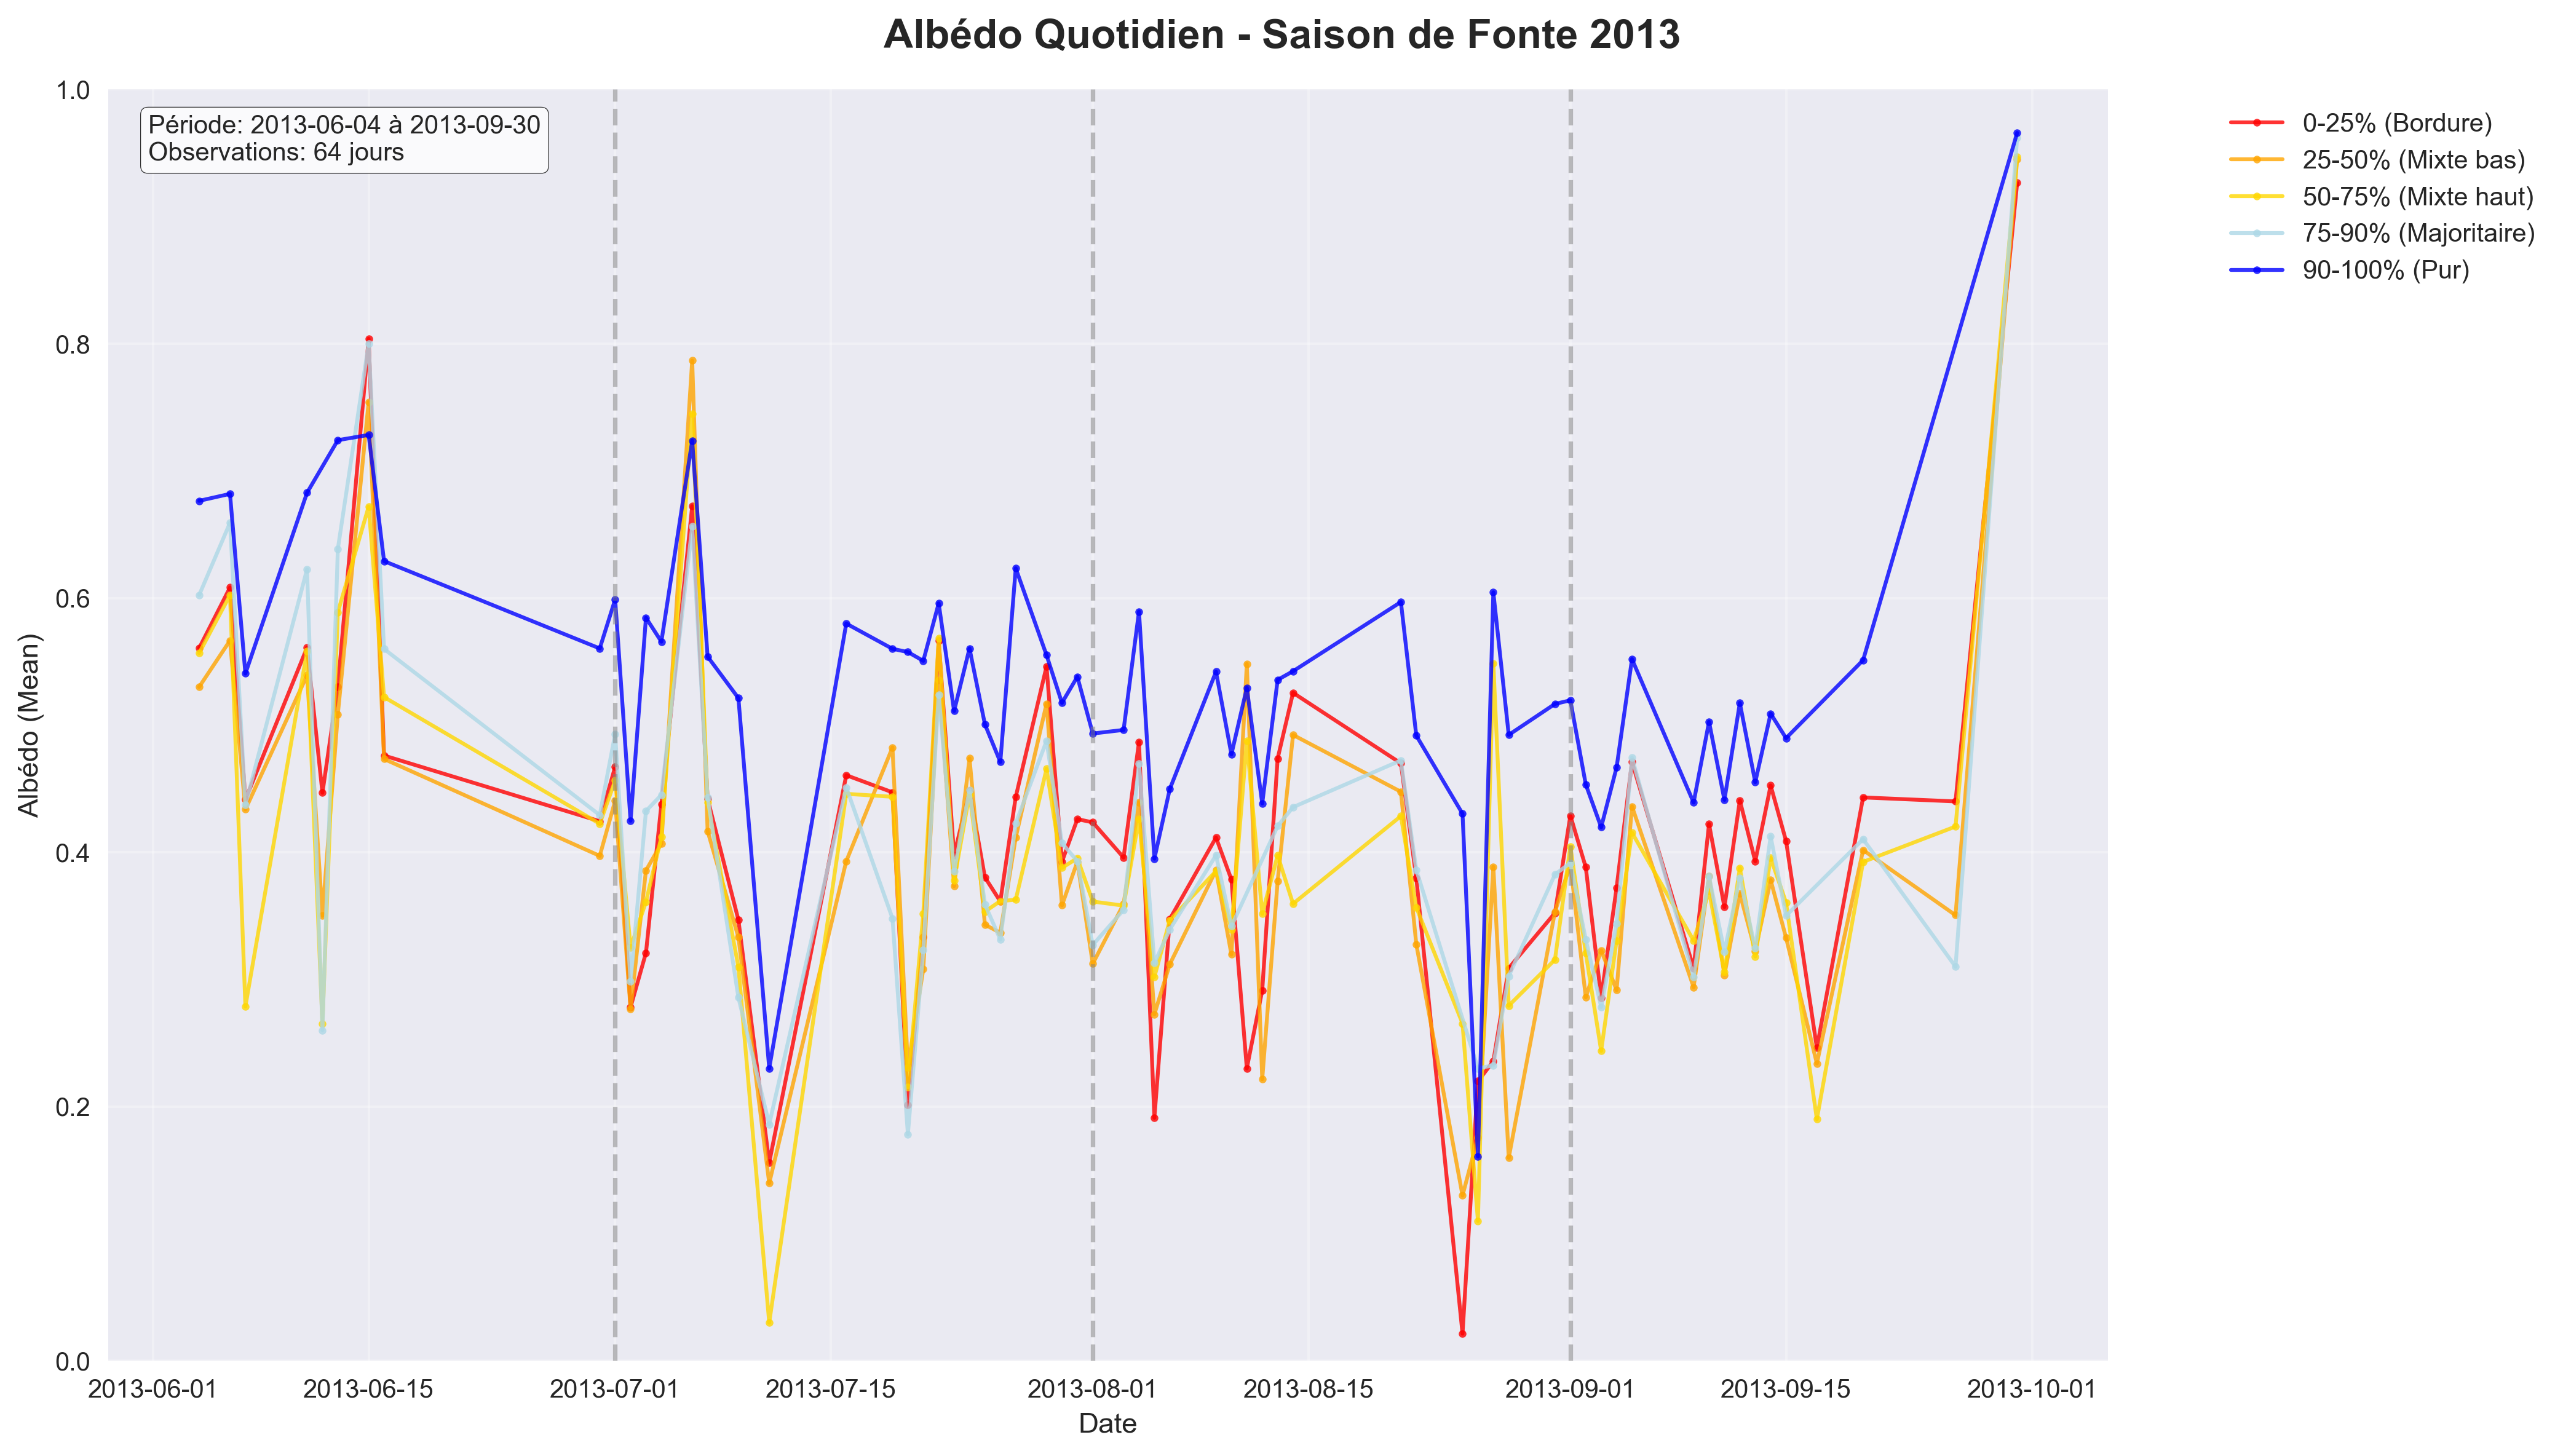 Albédo Quotidien - Saison de Fonte 2013
Période: 2013-06-04 à 2013-09-30
Observations: 64 jours
0-25% (Bordure)
25-50% (Mixte bas)
50-75% (Mixte haut)
75-90% (Majoritaire)
90-100% (Pur)
Albédo (Mean)
1.0
0.8
0.6
0.4
0.2
0.0
2013-06-01
2013-06-15
2013-07-01
2013-07-15
2013-08-01
2013-08-15
2013-09-01
2013-09-15
2013-10-01
Date